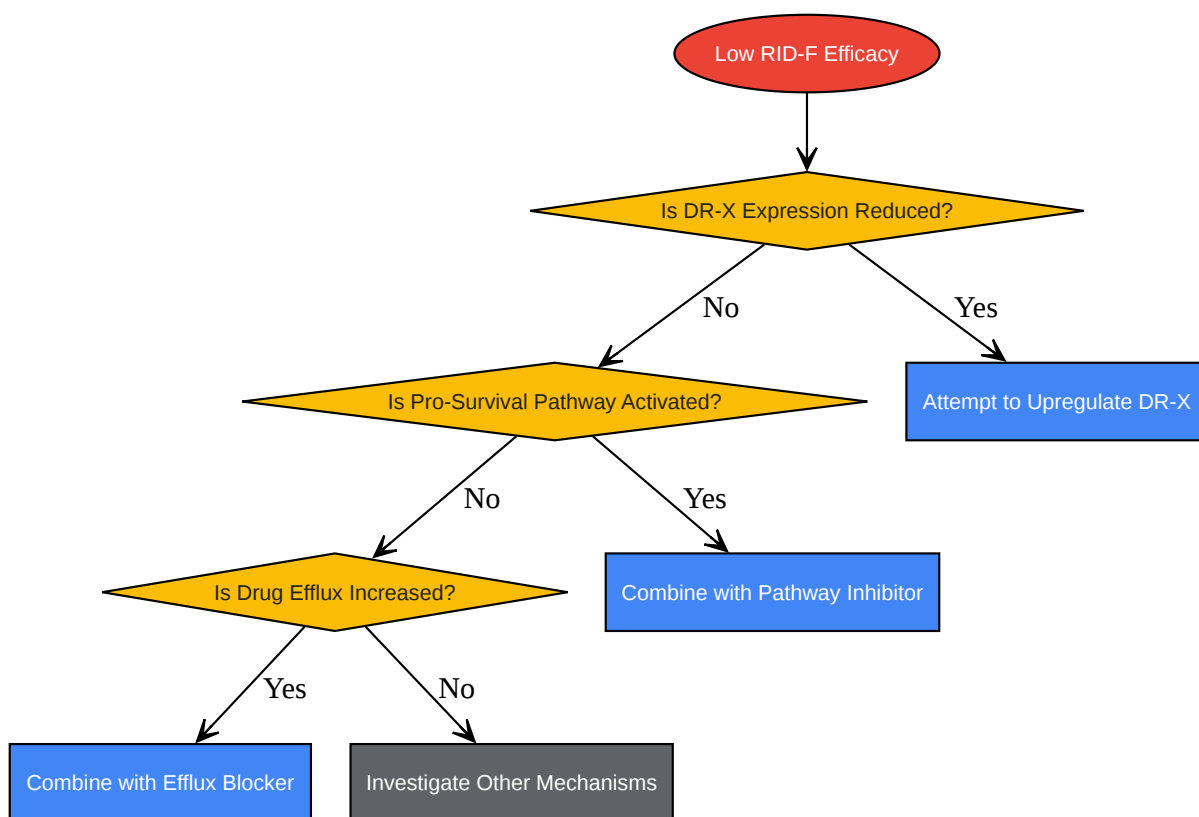 Low RID-F Efficacy
Is DR-X Expression Reduced?
No
Yes
Is Pro-Survival Pathway Activated?
Attempt to Upregulate DR-X
No
Yes
Is Drug Efflux Increased?
Combine with Pathway Inhibitor
Yes
No
Combine with Efflux Blocker
Investigate Other Mechanisms